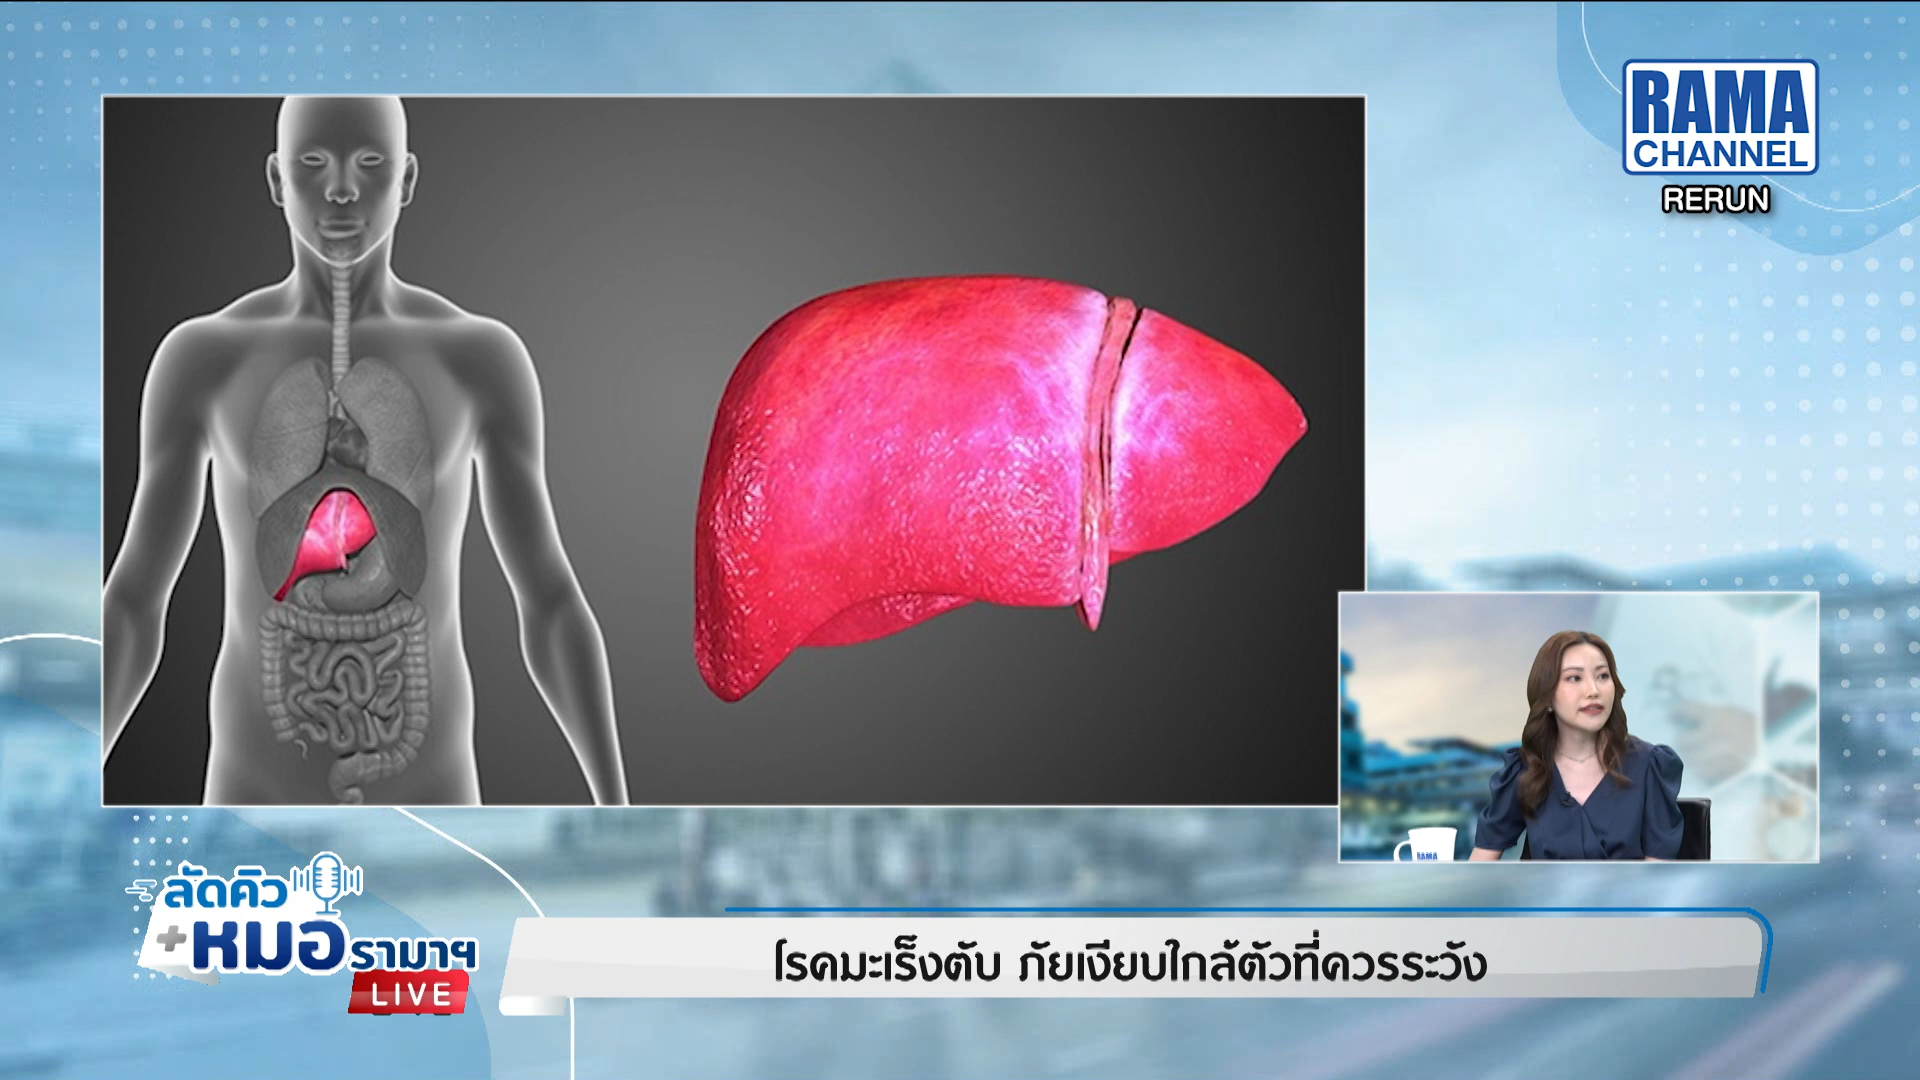 RAMA
CHANNEL
RERUN
RAMA
ลัดคิว
หมอรามาฯ
LIVE
โรคมะเร็งตับ ภัยเงียบใกล้ตัวที่ควรระวัง